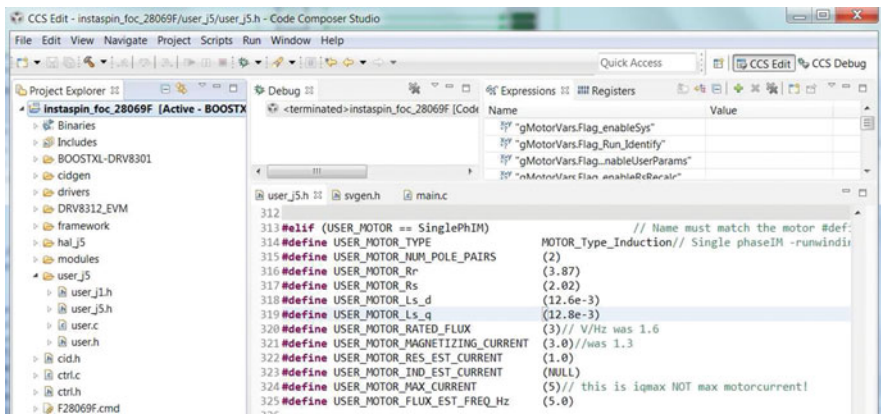 CCS Edit - instaspin_foc_28069F/user_j5/user_j5.h - Code Composer Studio
File Edit View Navigate Project Scripts Run Window Help
Quick Access CCS Edit CCS Debug
Project Explorer
Debug
Expressions Registers
instaspin_foc_28069F [Active - BOOSTX
<terminated>instaspin_foc_28069F [Code
Name Value
Binaries
"gMotorVars.Flag_enableSys"
Includes
"gMotorVars.Flag_Run_Identify"
BOOSTXL-DRV8301
"gMotorVars.Flag...nableUserParams"
cidgen
"gMotorVars.Flag_enableRsRecalc"
drivers
DRV8312_EVM
framework
hal_j5
modules
user_j5
user_j1.h
user_j5.h
user.c
user.h
cid.h
ctrl.c
ctrl.h
F28069F.cmd
user_j5.h svgen.h main.c
312
313 #elif (USER_MOTOR == SinglePhIM) // Name must match the motor #defi
314 #define USER_MOTOR_TYPE MOTOR_Type_Induction// Single phaseIM -runwindin
315 #define USER_MOTOR_NUM_POLE_PAIRS (2)
316 #define USER_MOTOR_Rr (3.87)
317 #define USER_MOTOR_Rs (2.02)
318 #define USER_MOTOR_Ls_d (12.6e-3)
319 #define USER_MOTOR_Ls_q (12.8e-3)
320 #define USER_MOTOR_RATED_FLUX (3)// V/Hz was 1.6
321 #define USER_MOTOR_MAGNETIZING_CURRENT (3.0)//was 1.3
322 #define USER_MOTOR_RES_EST_CURRENT (1.0)
323 #define USER_MOTOR_IND_EST_CURRENT (NULL)
324 #define USER_MOTOR_MAX_CURRENT (5)// this is iqmax NOT max motorcurrent!
325 #define USER_MOTOR_FLUX_EST_FREQ_Hz (5.0)